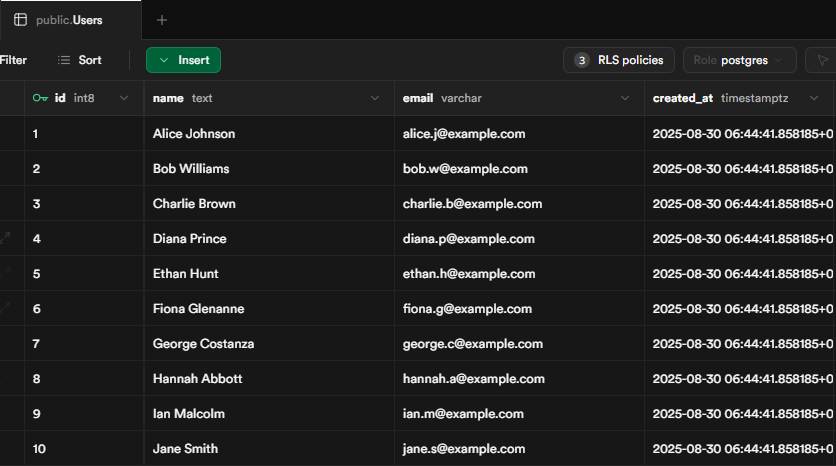 public.Users
Filter Sort Insert 3 RLS policies Role postgres
id int8 name text email varchar created_at timestamptz
1 Alice Johnson alice.j@example.com 2025-08-30 06:44:41.858185+0
2 Bob Williams bob.w@example.com 2025-08-30 06:44:41.858185+0
3 Charlie Brown charlie.b@example.com 2025-08-30 06:44:41.858185+0
4 Diana Prince diana.p@example.com 2025-08-30 06:44:41.858185+0
5 Ethan Hunt ethan.h@example.com 2025-08-30 06:44:41.858185+0
6 Fiona Glenanne fiona.g@example.com 2025-08-30 06:44:41.858185+0
7 George Costanza george.c@example.com 2025-08-30 06:44:41.858185+0
8 Hannah Abbott hannah.a@example.com 2025-08-30 06:44:41.858185+0
9 Ian Malcolm ian.m@example.com 2025-08-30 06:44:41.858185+0
10 Jane Smith jane.s@example.com 2025-08-30 06:44:41.858185+0